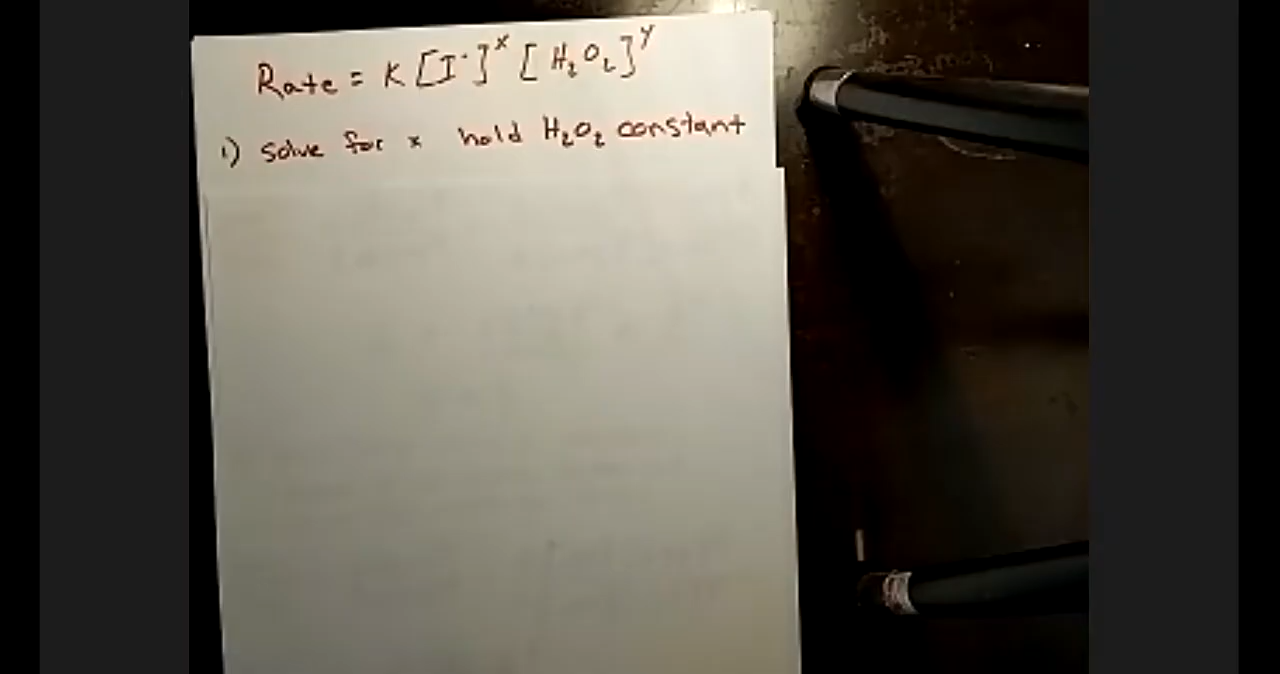 Rate = K [I⁻]ˣ [H₂O₂]ʸ
1) solve for x hold H₂O₂ constant